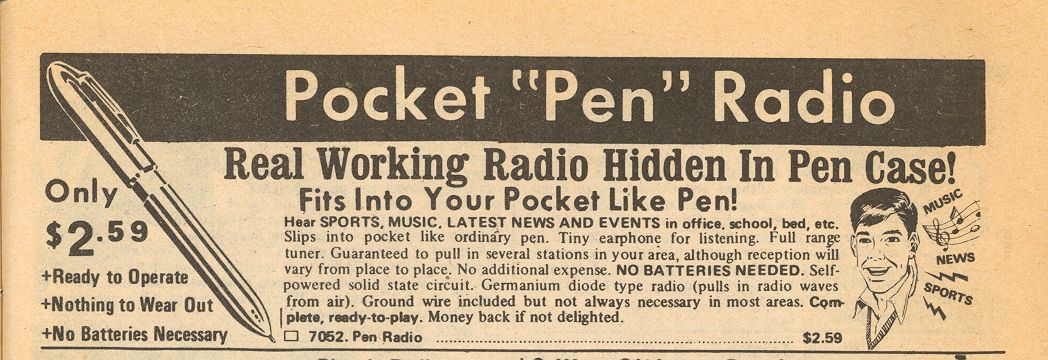 Pocket "Pen" Radio
Real Working Radio Hidden In Pen Case!
Fits Into Your Pocket Like Pen!
Only
$2.59
+Ready to Operate
+Nothing to Wear Out
+No Batteries Necessary
Hear SPORTS, MUSIC, LATEST NEWS AND EVENTS in office, school, bed, etc.
Slips into pocket like ordinary pen. Tiny earphone for listening. Full range
tuner. Guaranteed to pull in several stations in your area, although reception will
vary from place to place. No additional expense. NO BATTERIES NEEDED. Self-
powered solid state circuit. Germanium diode type radio (pulls in radio waves
from air). Ground wire included but not always necessary in most areas. Com-
plete, ready-to-play. Money back if not delighted.
☐ 7052. Pen Radio ........................................................ $2.59
MUSIC
NEWS
SPORTS